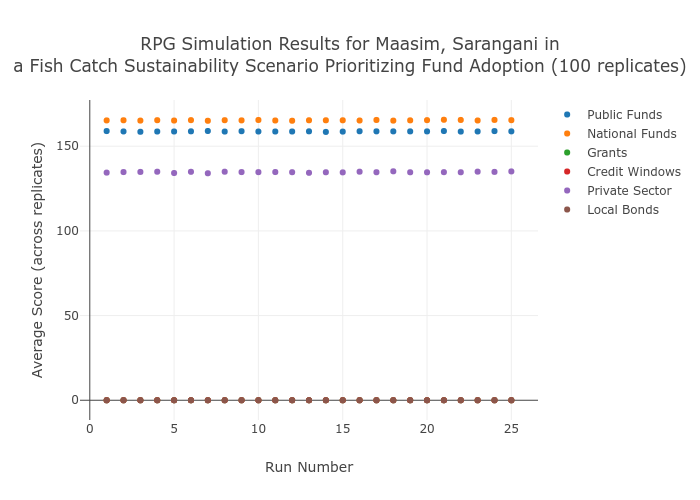 RPG Simulation Results for Maasim, Sarangani in
a Fish Catch Sustainability Scenario Prioritizing Fund Adoption (100 replicates)
Public Funds
National Funds
Grants
Credit Windows
Private Sector
Local Bonds
Average Score (across replicates)
150
100
50
0
0
5
10
15
20
25
Run Number